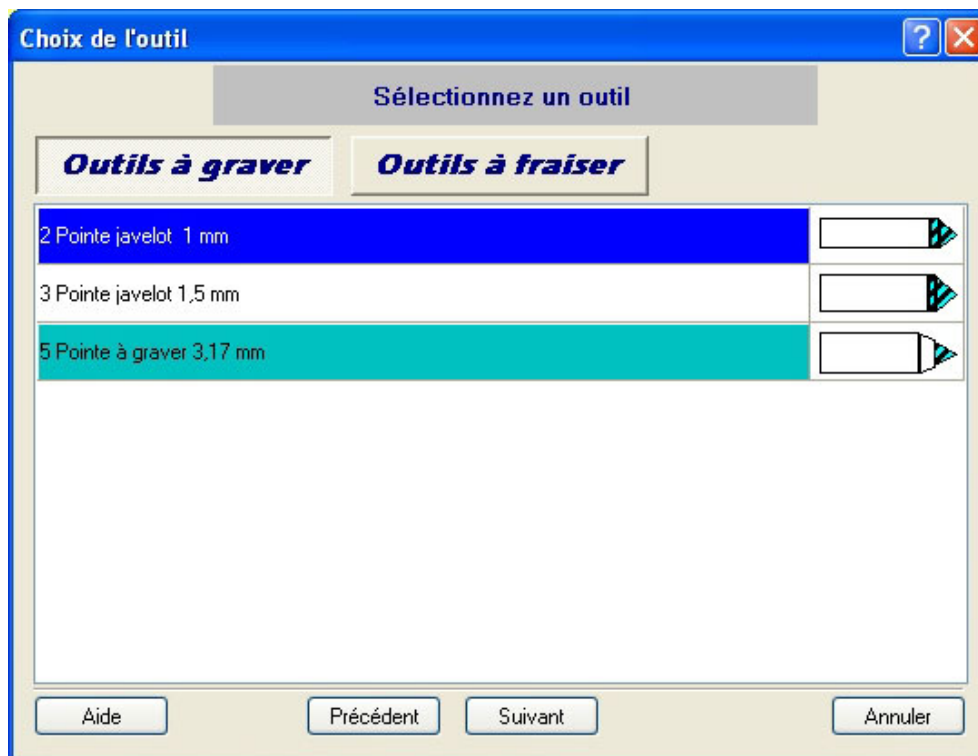 Choix de l'outil
?
Sélectionnez un outil
Outils à graver
Outils à fraiser
2 Pointe javelot 1 mm
3 Pointe javelot 1,5 mm
5 Pointe à graver 3,17 mm
Aide
Précédent
Suivant
Annuler